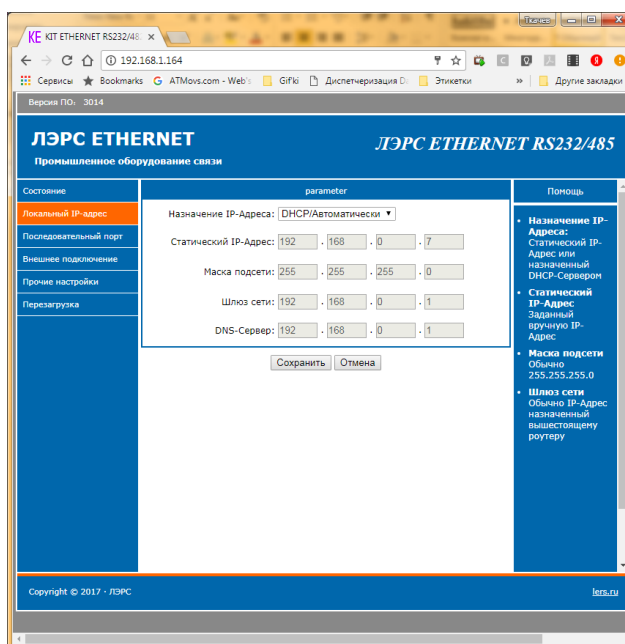 Ткачев
KE KIT ETHERNET RS232/48
192.168.1.164
Сервисы Bookmarks ATMovs.com - Web's Gif'ki Диспетчеризация Этикетки » Другие закладки
Версия ПО: 3014
ЛЭРС ETHERNET
Промышленное оборудование связи
ЛЭРС ETHERNET RS232/485
Состояние
Локальный IP-адрес
Последовательный порт
Внешнее подключение
Прочие настройки
Перезагрузка
parameter
Назначение IP-Адреса: DHCP/Автоматически
Статический IP-Адрес: 192 . 168 . 0 . 7
Маска подсети: 255 . 255 . 255 . 0
Шлюз сети: 192 . 168 . 0 . 1
DNS-Сервер: 192 . 168 . 0 . 1
Сохранить Отмена
Помощь
• Назначение IP-
Адреса:
Статический IP-
Адрес или
назначенный
DHCP-Сервером
• Статический
IP-Адрес
Заданный
вручную IP-
Адрес
• Маска подсети
Обычно
255.255.255.0
• Шлюз сети
Обычно IP-Адрес
назначенный
вышестоящему
роутеру
Copyright © 2017 · ЛЭРС
lers.ru